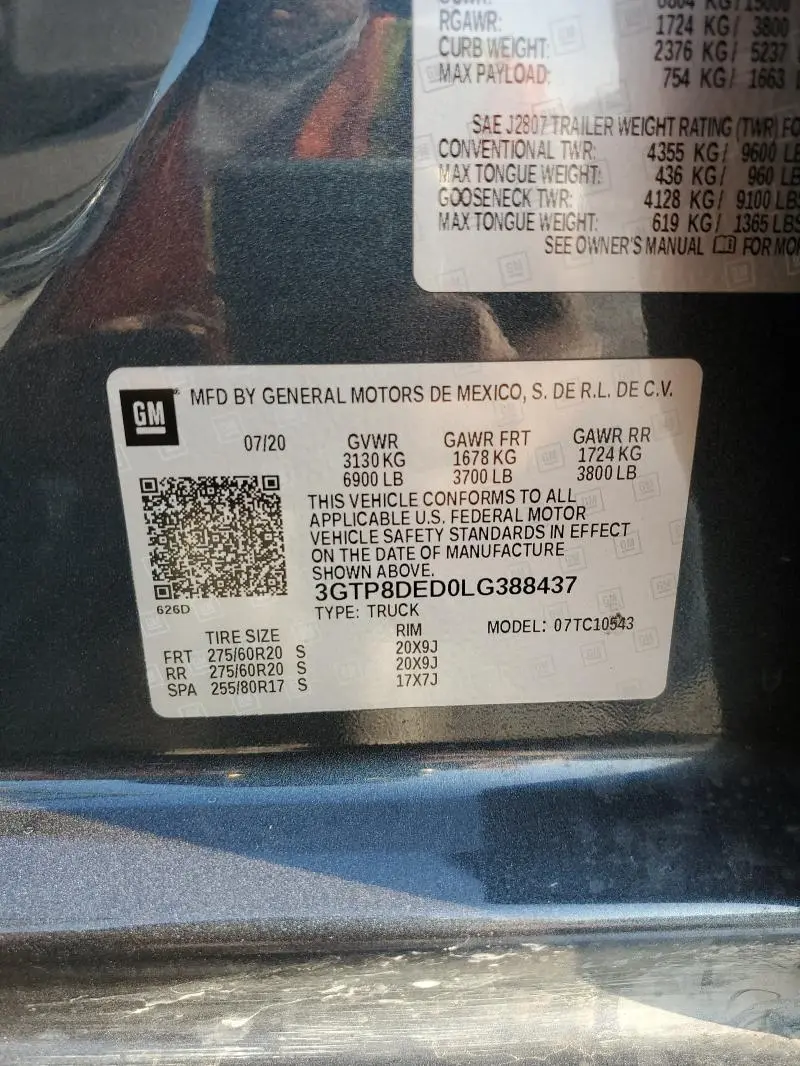 RGAWR: 1724 KG/ 3800
CURB WEIGHT: 2376 KG/ 5237
MAX PAYLOAD: 754 KG/ 1663
SAE J2807 TRAILER WEIGHT RATING (TWR)
CONVENTIONAL TWR: 4355 KG/ 9600 LB
MAX TONGUE WEIGHT: 436 KG/ 960 LB
GOOSENECK TWR: 4128 KG/ 9100 LBS
MAX TONGUE WEIGHT: 619 KG/ 1365 LBS
SEE OWNER'S MANUAL FOR
GM MFD BY GENERAL MOTORS DE MEXICO, S. DE R.L. DE C.V.
07/20 GVWR GAWR FRT GAWR RR
3130 KG 1678 KG 1724 KG
6900 LB 3700 LB 3800 LB
THIS VEHICLE CONFORMS TO ALL
APPLICABLE U.S. FEDERAL MOTOR
VEHICLE SAFETY STANDARDS IN EFFECT
ON THE DATE OF MANUFACTURE
SHOWN ABOVE.
3GTP8DED0LG388437
626D
TYPE: TRUCK
MODEL: 07TC10543
TIRE SIZE RIM
FRT 275/60R20 S 20X9J
RR 275/60R20 S 20X9J
SPA 255/80R17 S 17X7J